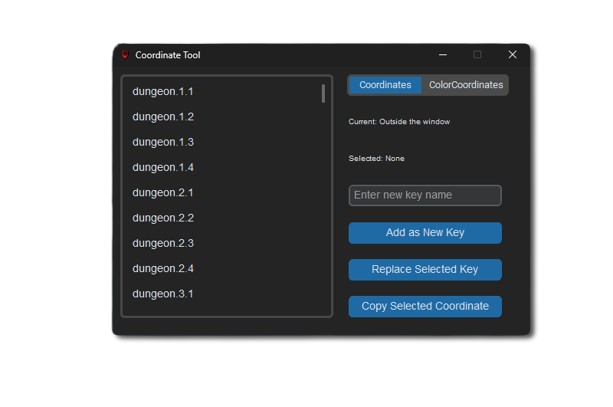 Coordinate Tool
dungeon.1.1
dungeon.1.2
dungeon.1.3
dungeon.1.4
dungeon.2.1
dungeon.2.2
dungeon.2.3
dungeon.2.4
dungeon.3.1
Coordinates
ColorCoordinates
Current: Outside the window
Selected: None
Enter new key name
Add as New Key
Replace Selected Key
Copy Selected Coordinate